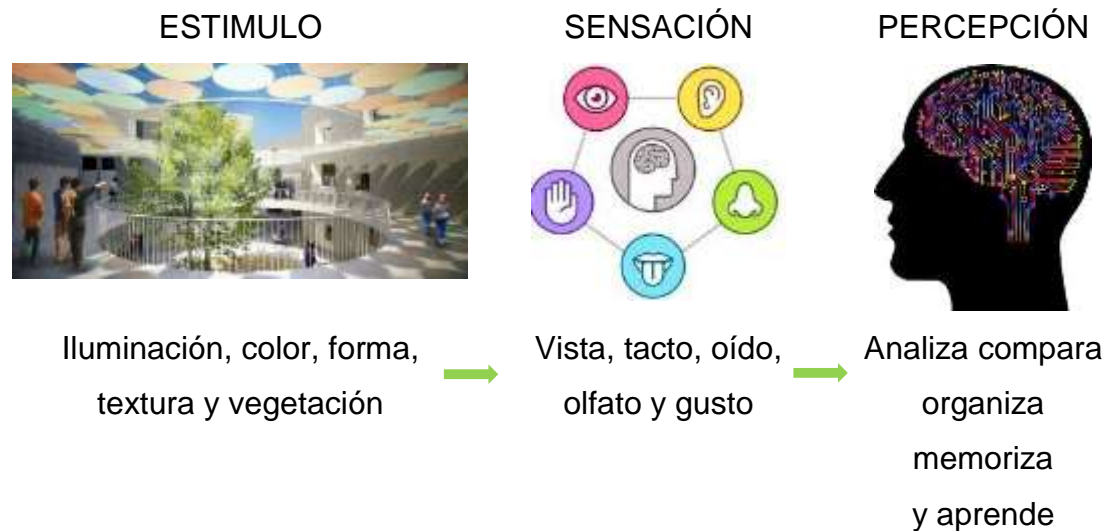 ESTIMULO
SENSACIÓN
PERCEPCIÓN
Iluminación, color, forma,
textura y vegetación
Vista, tacto, oído,
olfato y gusto
Analiza compara
organiza
memoriza
y aprende